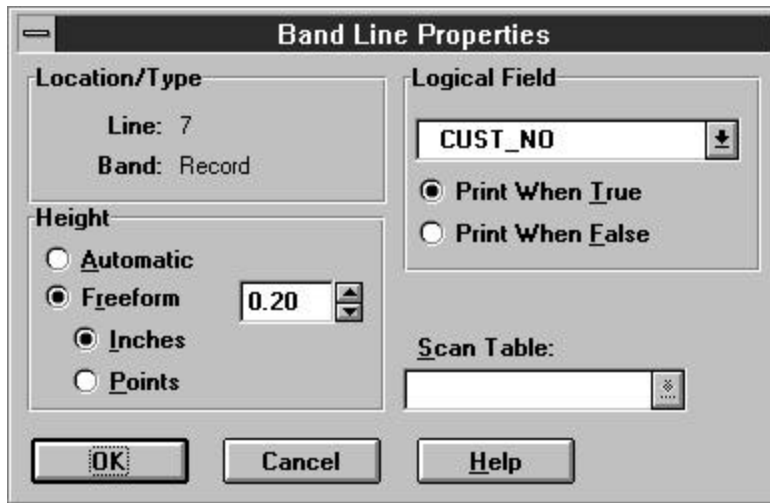 Band Line Properties
Location/Type
Line: 7
Band: Record
Height
Automatic
Freeform 0.20
Inches
Points
Logical Field
CUST_NO
Print When True
Print When False
Scan Table:
OK Cancel Help